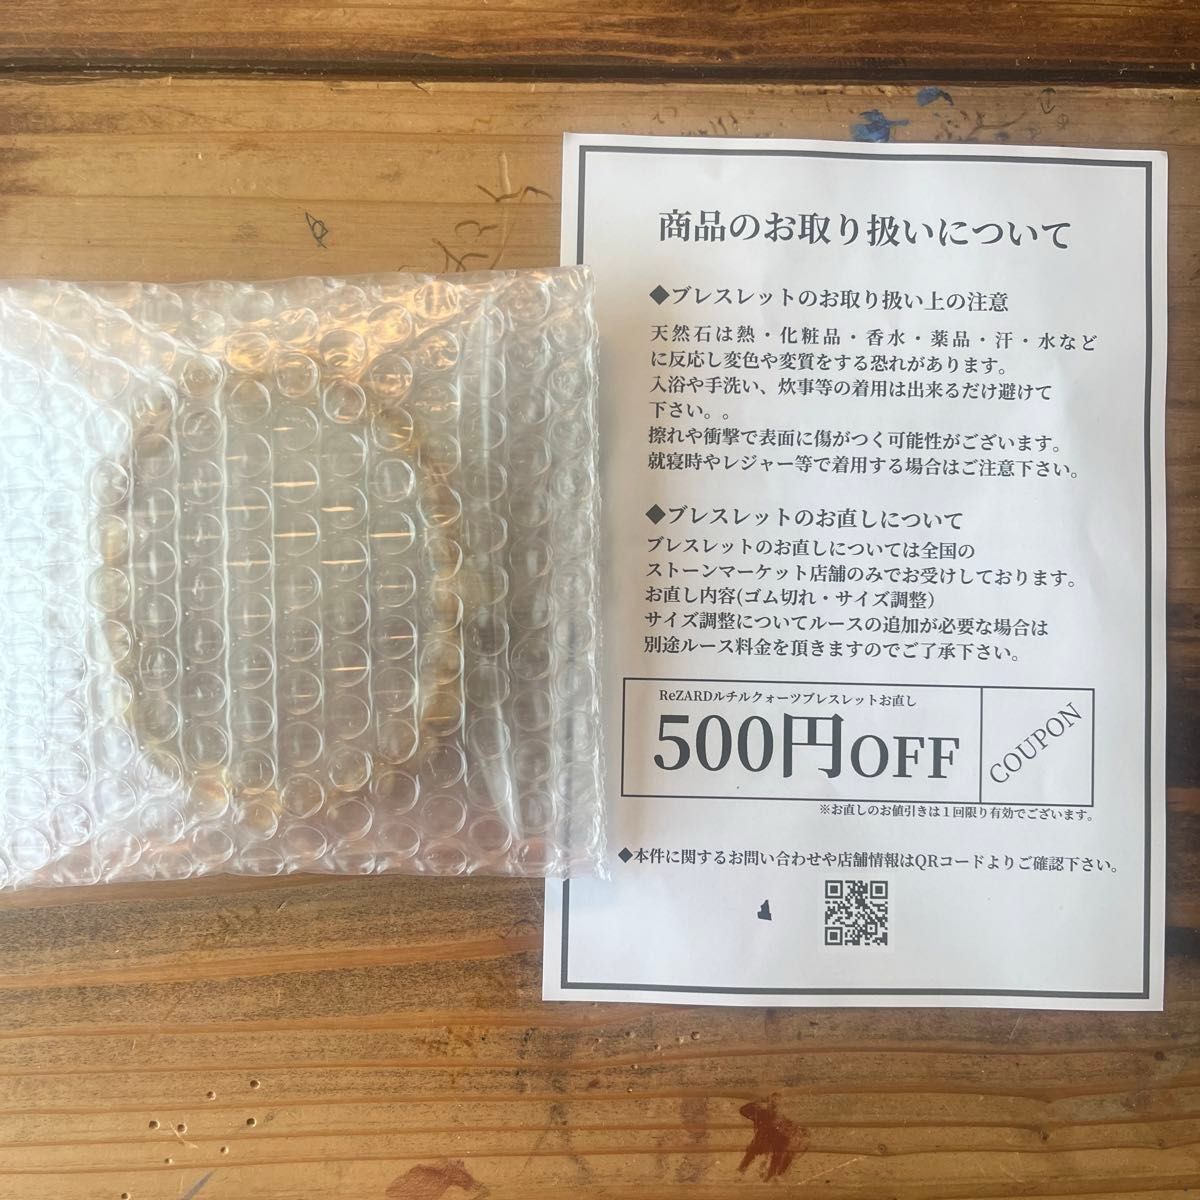 商品のお取り扱いについて
◆ブレスレットのお取り扱い上の注意
天然石は熱・化粧品・香水・薬品・汗・水など
に反応し変色や変質をする恐れがあります。
入浴や手洗い、炊事等の着用は出来るだけ避けて
下さい。。
擦れや衝撃で表面に傷がつく可能性がございます。
就寝時やレジャー等で着用する場合はご注意下さい。
◆ブレスレットのお直しについて
ブレスレットのお直しについては全国の
ストーンマーケット店舗のみでお受けしております。
お直し内容(ゴム切れ・サイズ調整)
サイズ調整についてルースの追加が必要な場合は
別途ルース料金を頂きますのでご了承下さい。
ReZARDルチルクォーツブレスレットお直し
500円OFF
COUPON
※お直しのお値引きは1回限り有効でございます。
◆本件に関するお問い合わせや店舗情報はQRコードよりご確認下さい。